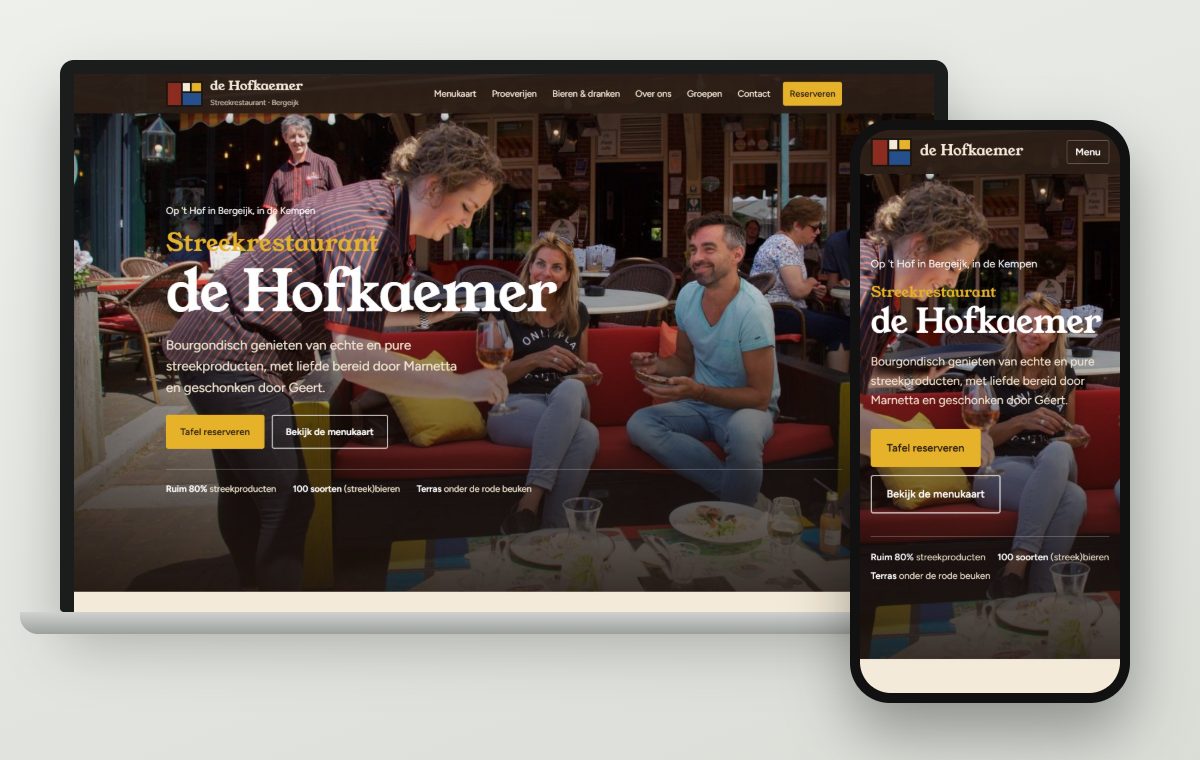 de Hofkaemer
Streekrestaurant · Bergeijk
Menukaart Proeverijen Bieren & dranken Over ons Groepen Contact Reserveren
Op 't Hof in Bergeijk, in de Kempen
Streekrestaurant
de Hofkaemer
Bourgondisch genieten van echte en pure
streekproducten, met liefde bereid door Marnetta
en geschonken door Geert.
Tafel reserveren Bekijk de menukaart
Ruim 80% streekproducten 100 soorten (streek)bieren Terras onder de rode beuken
de Hofkaemer Menu
Op 't Hof in Bergeijk, in de Kempen
Streekrestaurant
de Hofkaemer
Bourgondisch genieten van echte en pure
streekproducten, met liefde bereid door
Marnetta en geschonken door Geert.
Tafel reserveren
Bekijk de menukaart
Ruim 80% streekproducten 100 soorten (streek)bieren
Terras onder de rode beuken